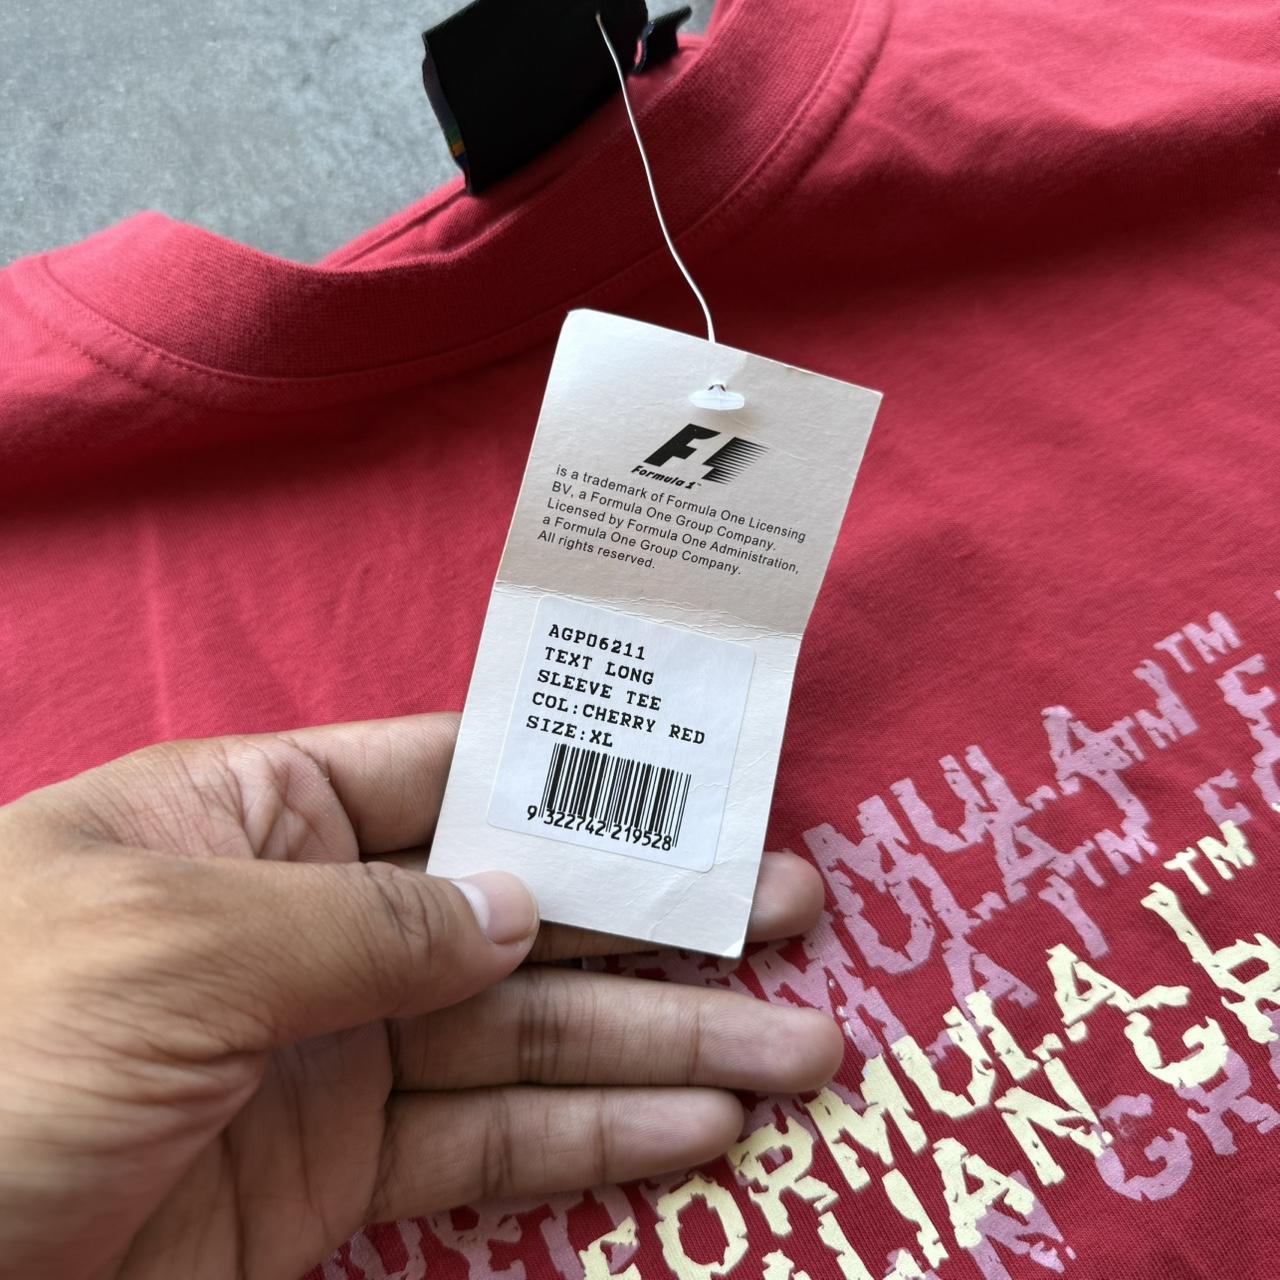 F1
Formula 1™
is a trademark of Formula One Licensing
BV, a Formula One Group Company.
Licensed by Formula One Administration,
a Formula One Group Company.
All rights reserved.
AGP06211
TEXT LONG
SLEEVE TEE
COL:CHERRY RED
SIZE:XL
9 322742 219528
FORMULA 1™